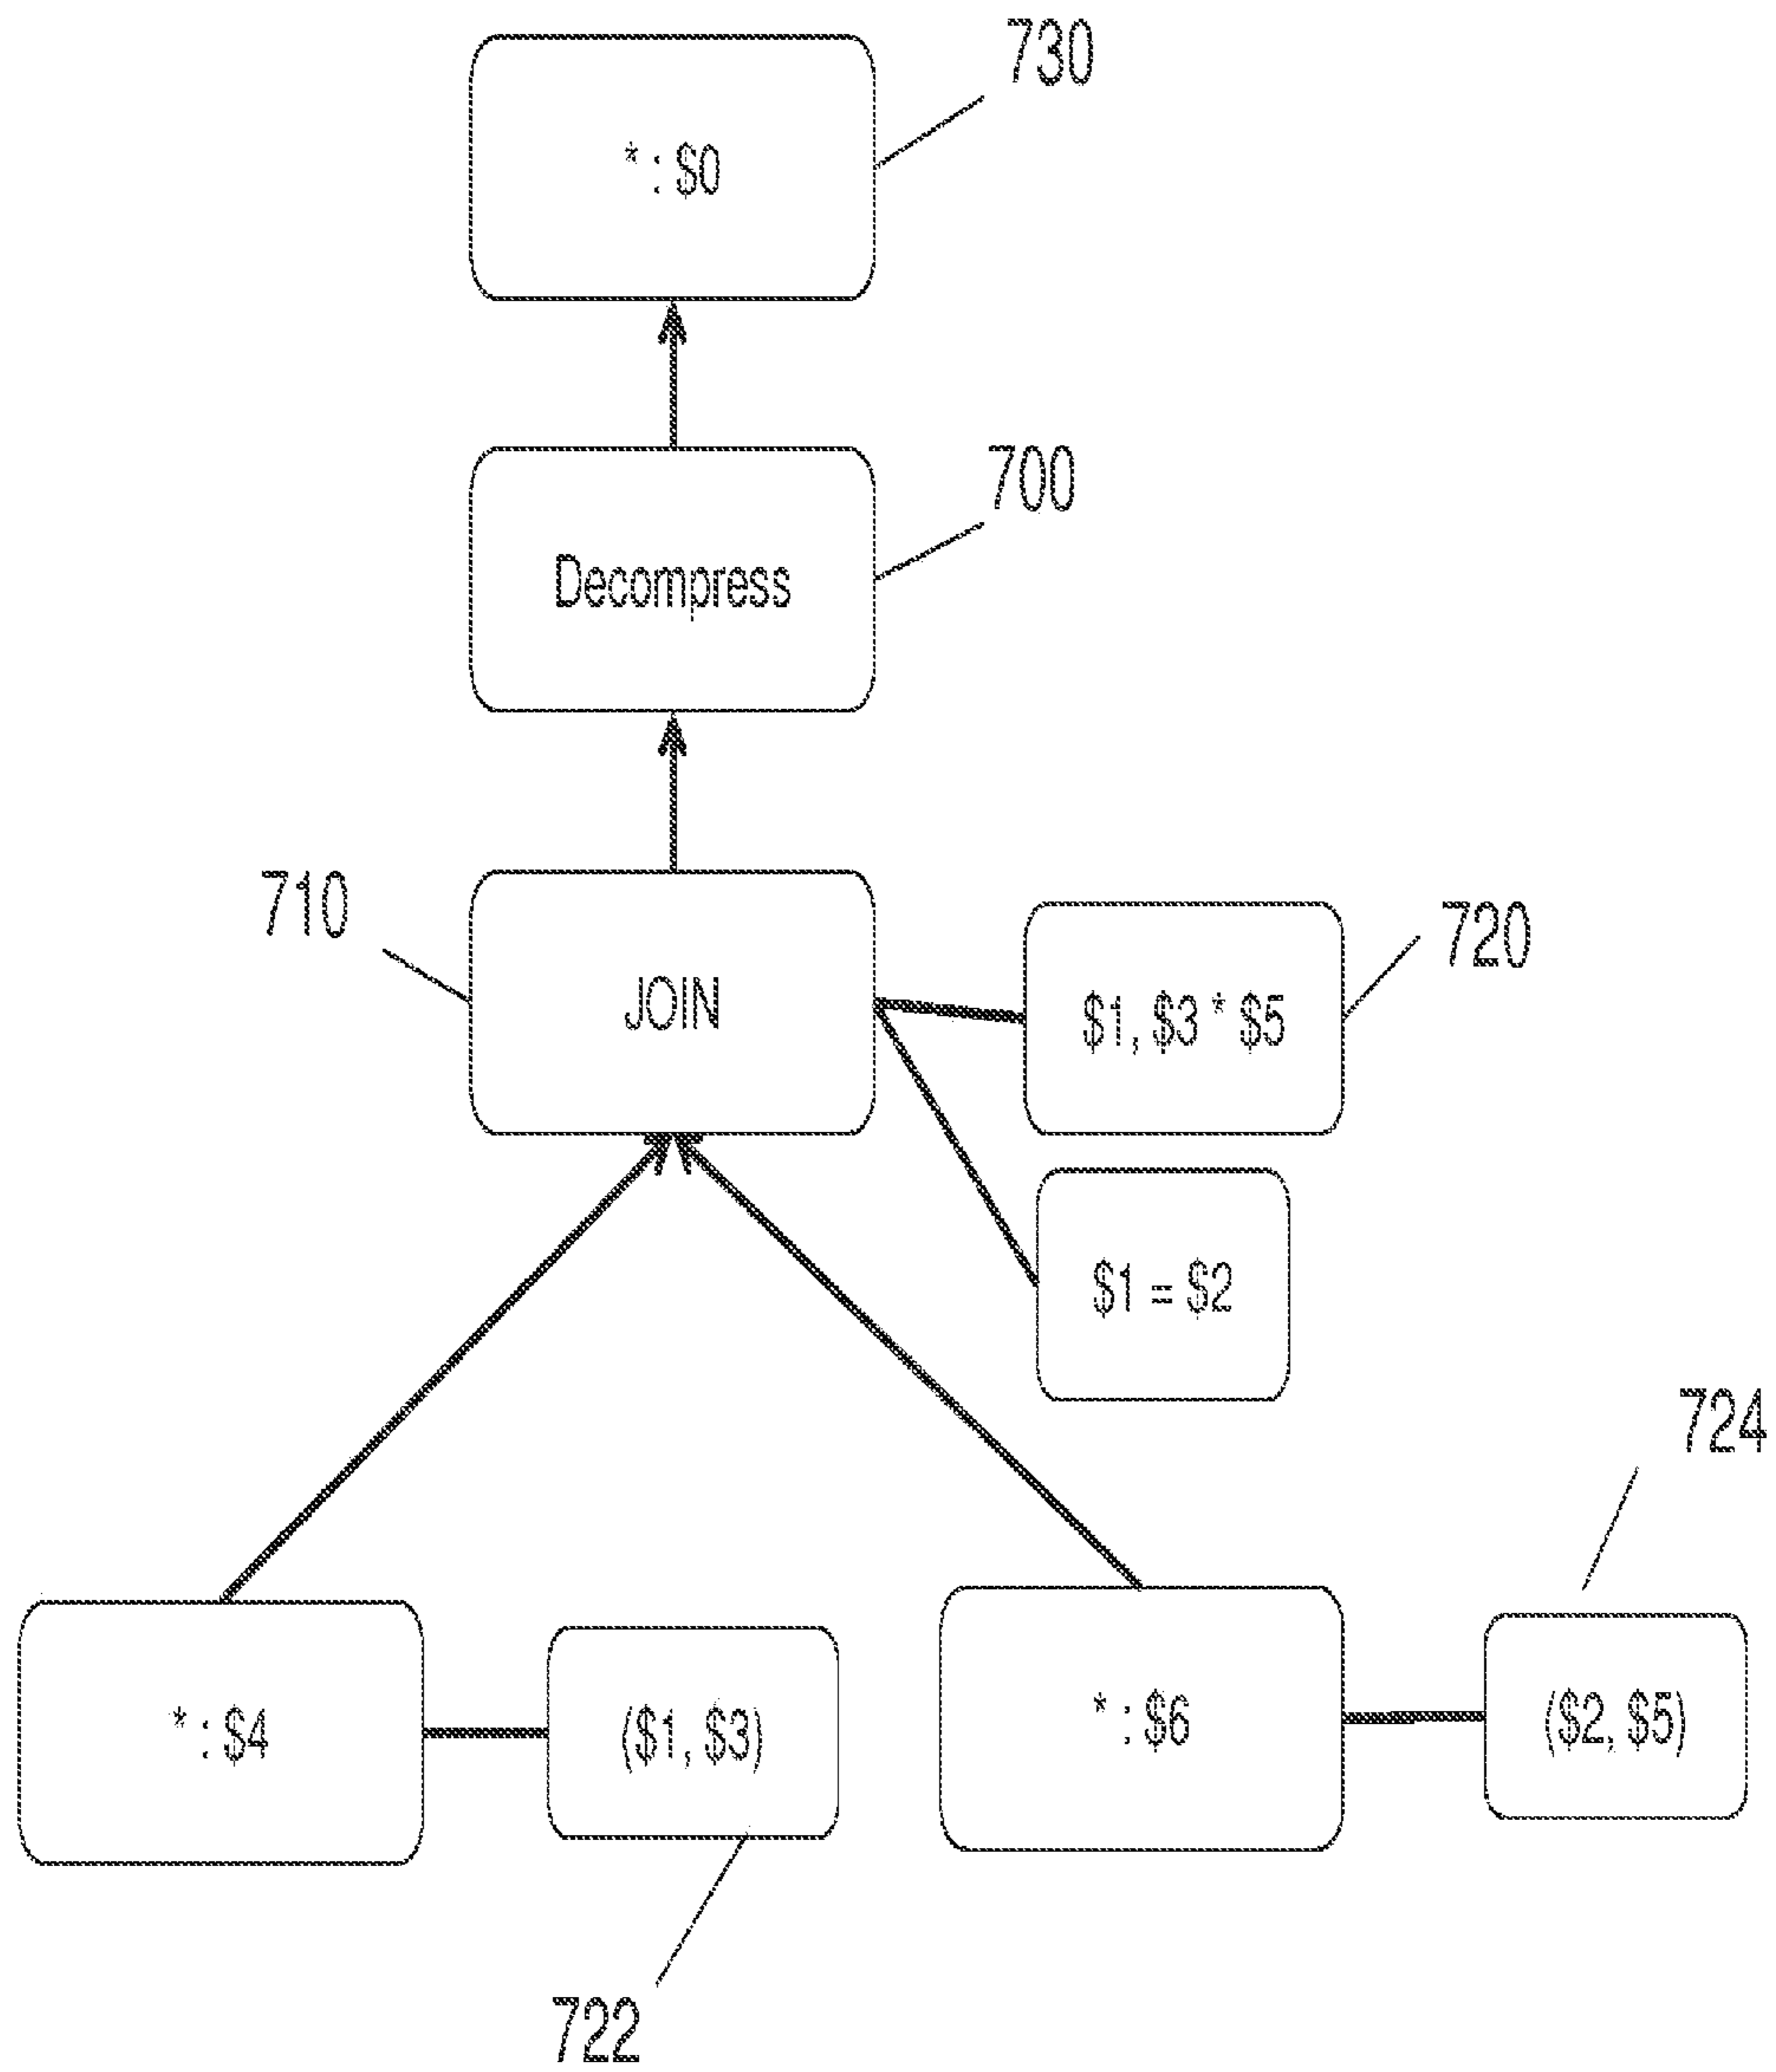 730
* : $0
700
Decompress
710
JOIN
720
$1, $3 * $5
$1 = $2
724
* : $4
($1, $3)
* : $6
($2, $5)
722